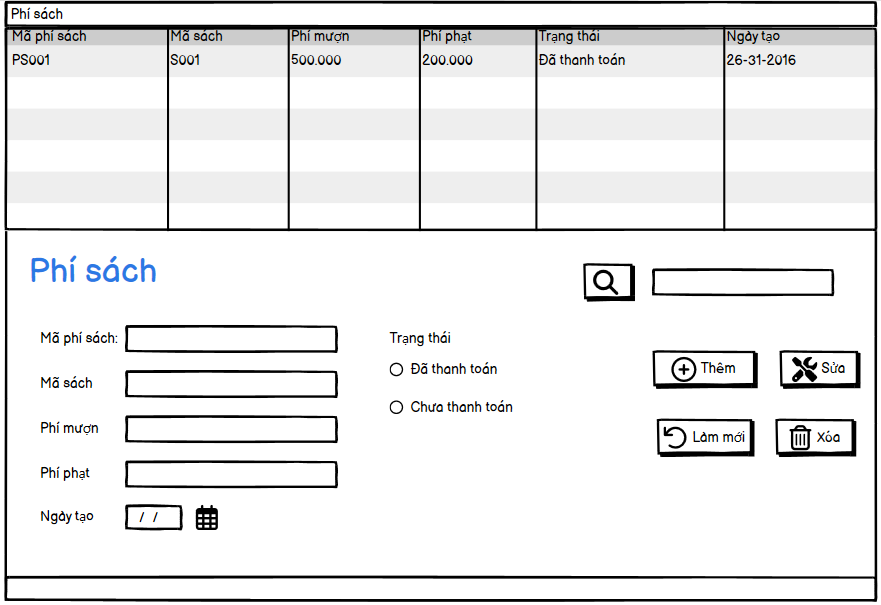 Phí sách
Mã phí sách Mã sách Phí mượn Phí phạt Trạng thái Ngày tạo
PS001 S001 500.000 200.000 Đã thanh toán 26-31-2016
Phí sách
Mã phí sách:
Trạng thái
Mã sách
Đã thanh toán
Thêm
Sửa
Phí mượn
Chưa thanh toán
Làm mới
Xóa
Phí phạt
Ngày tạo
/ /